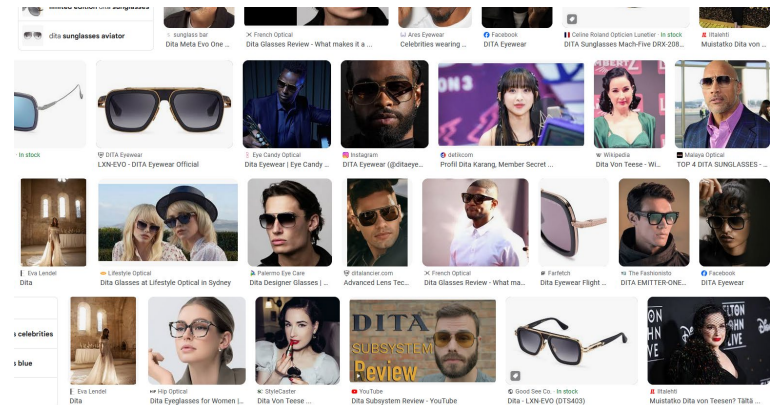 limited edition dita sunglasses
dita sunglasses aviator
sunglass bar
Dita Meta Evo One ...
French Optical
Dita Glasses Review - What makes it a ...
Ares Eyewear
Celebrities wearing ...
Facebook
DITA Eyewear
Celine Roland Opticien Lunetier · In stock
DITA Sunglasses Mach-Five DRX-208...
Iltalehti
Muistatko Dita von ...
- In stock
DITA Eyewear
LXN-EVO - DITA Eyewear Official
Eye Candy Optical
Dita Eyewear | Eye Candy ...
Instagram
DITA Eyewear (@ditaeye...
detikcom
Profil Dita Karang, Member Secret ...
Wikipedia
Dita Von Teese - Wi...
Malaya Optical
TOP 4 DITA SUNGLASSES - ...
Eva Lendel
Dita
Lifestyle Optical
Dita Glasses at Lifestyle Optical in Sydney
Palermo Eye Care
Dita Designer Glasses | ...
ditalancier.com
Advanced Lens Tec...
French Optical
Dita Glasses Review - What ma...
Farfetch
Dita Eyewear Flight ...
The Fashionisto
DITA EMITTER-ONE...
Facebook
DITA Eyewear
s celebrities
s blue
Eva Lendel
Dita
Hip Optical
Dita Eyeglasses for Women |...
StyleCaster
Dita Von Teese ...
DITA
SUBSYSTEM
Review
YouTube
Dita Subsystem Review - YouTube
Good See Co. · In stock
Dita - LXN-EVO (DTS403)
ELTON
JOHN
LIVE
Iltalehti
Muistatko Dita von Teesen? Tältä ...